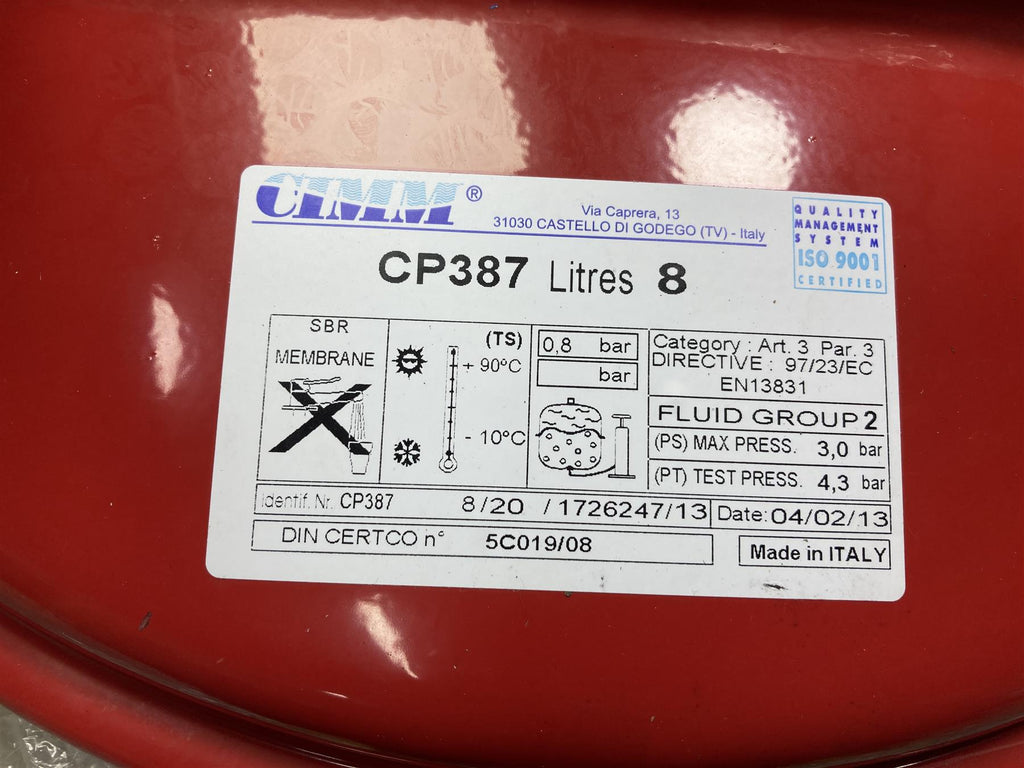 CIMM®
Via Caprera, 13
31030 CASTELLO DI GODEGO (TV) - Italy
QUALITY
MANAGEMENT
SYSTEM
ISO 9001
CERTIFIED
CP387 Litres 8
SBR
MEMBRANE
(TS)
+ 90°C
- 10°C
0,8 bar
bar
Category : Art. 3 Par. 3
DIRECTIVE : 97/23/EC
EN13831
FLUID GROUP 2
(PS) MAX PRESS. 3,0 bar
(PT) TEST PRESS. 4,3 bar
Identif. Nr. CP387 8/20 /1726247/13
Date: 04/02/13
DIN CERTCO n° 5C019/08
Made in ITALY